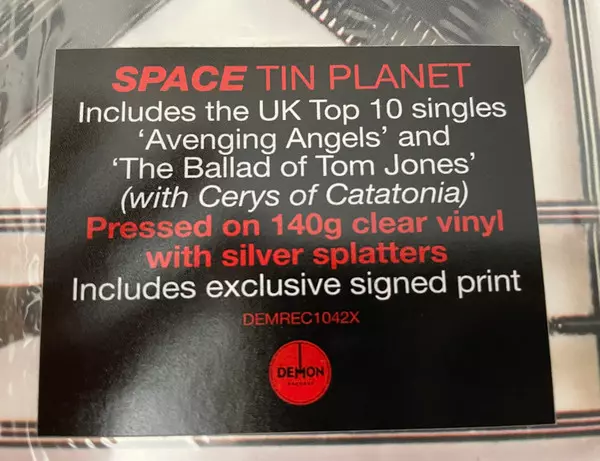 SPACE TIN PLANET
Includes the UK Top 10 singles
‘Avenging Angels’ and
‘The Ballad of Tom Jones’
(with Cerys of Catatonia)
Pressed on 140g clear vinyl
with silver splatters
Includes exclusive signed print
DEMREC1042X
DEMON
RECORDS